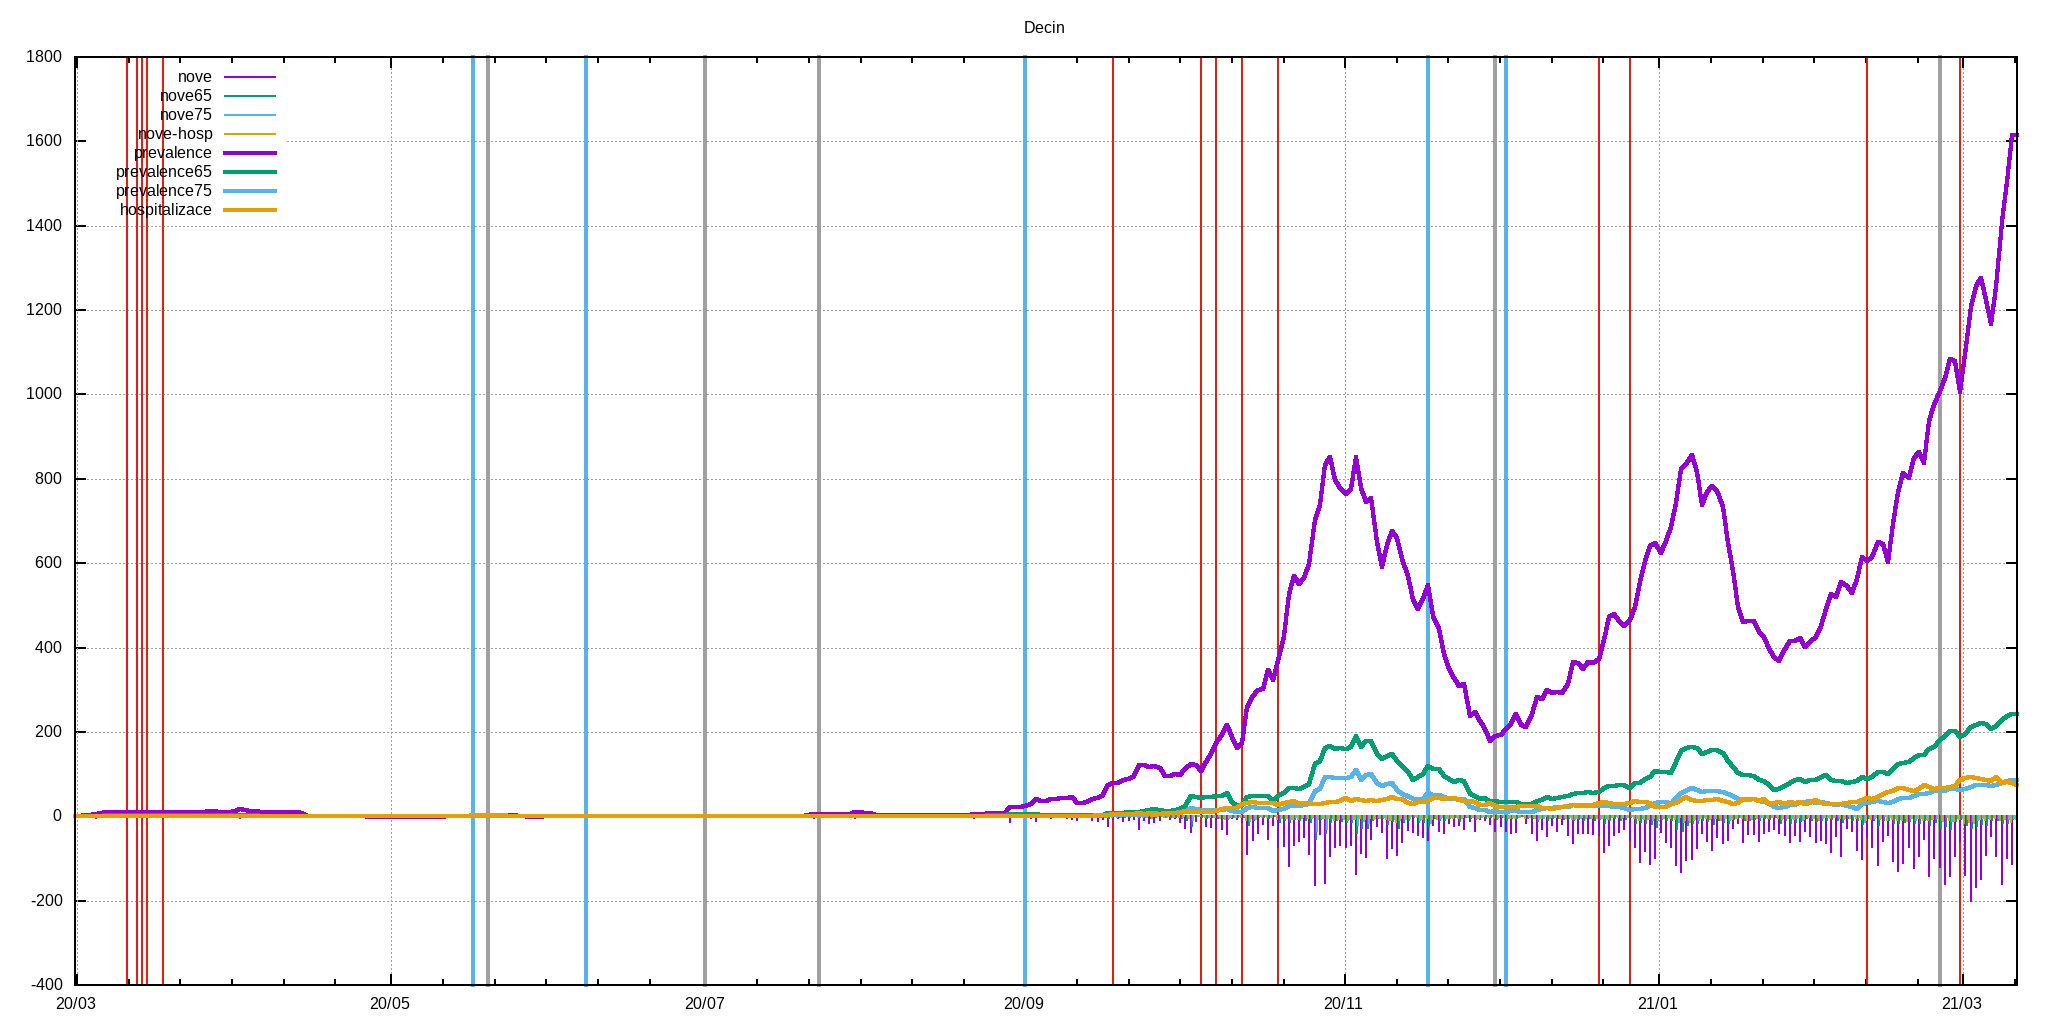 Decin
1800
1600
1400
1200
1000
800
600
400
200
0
-200
-400
nove
nove65
nove75
nove-hosp
prevalence
prevalence65
prevalence75
hospitalizace
20/03 20/05 20/07 20/09 20/11 21/01 21/03